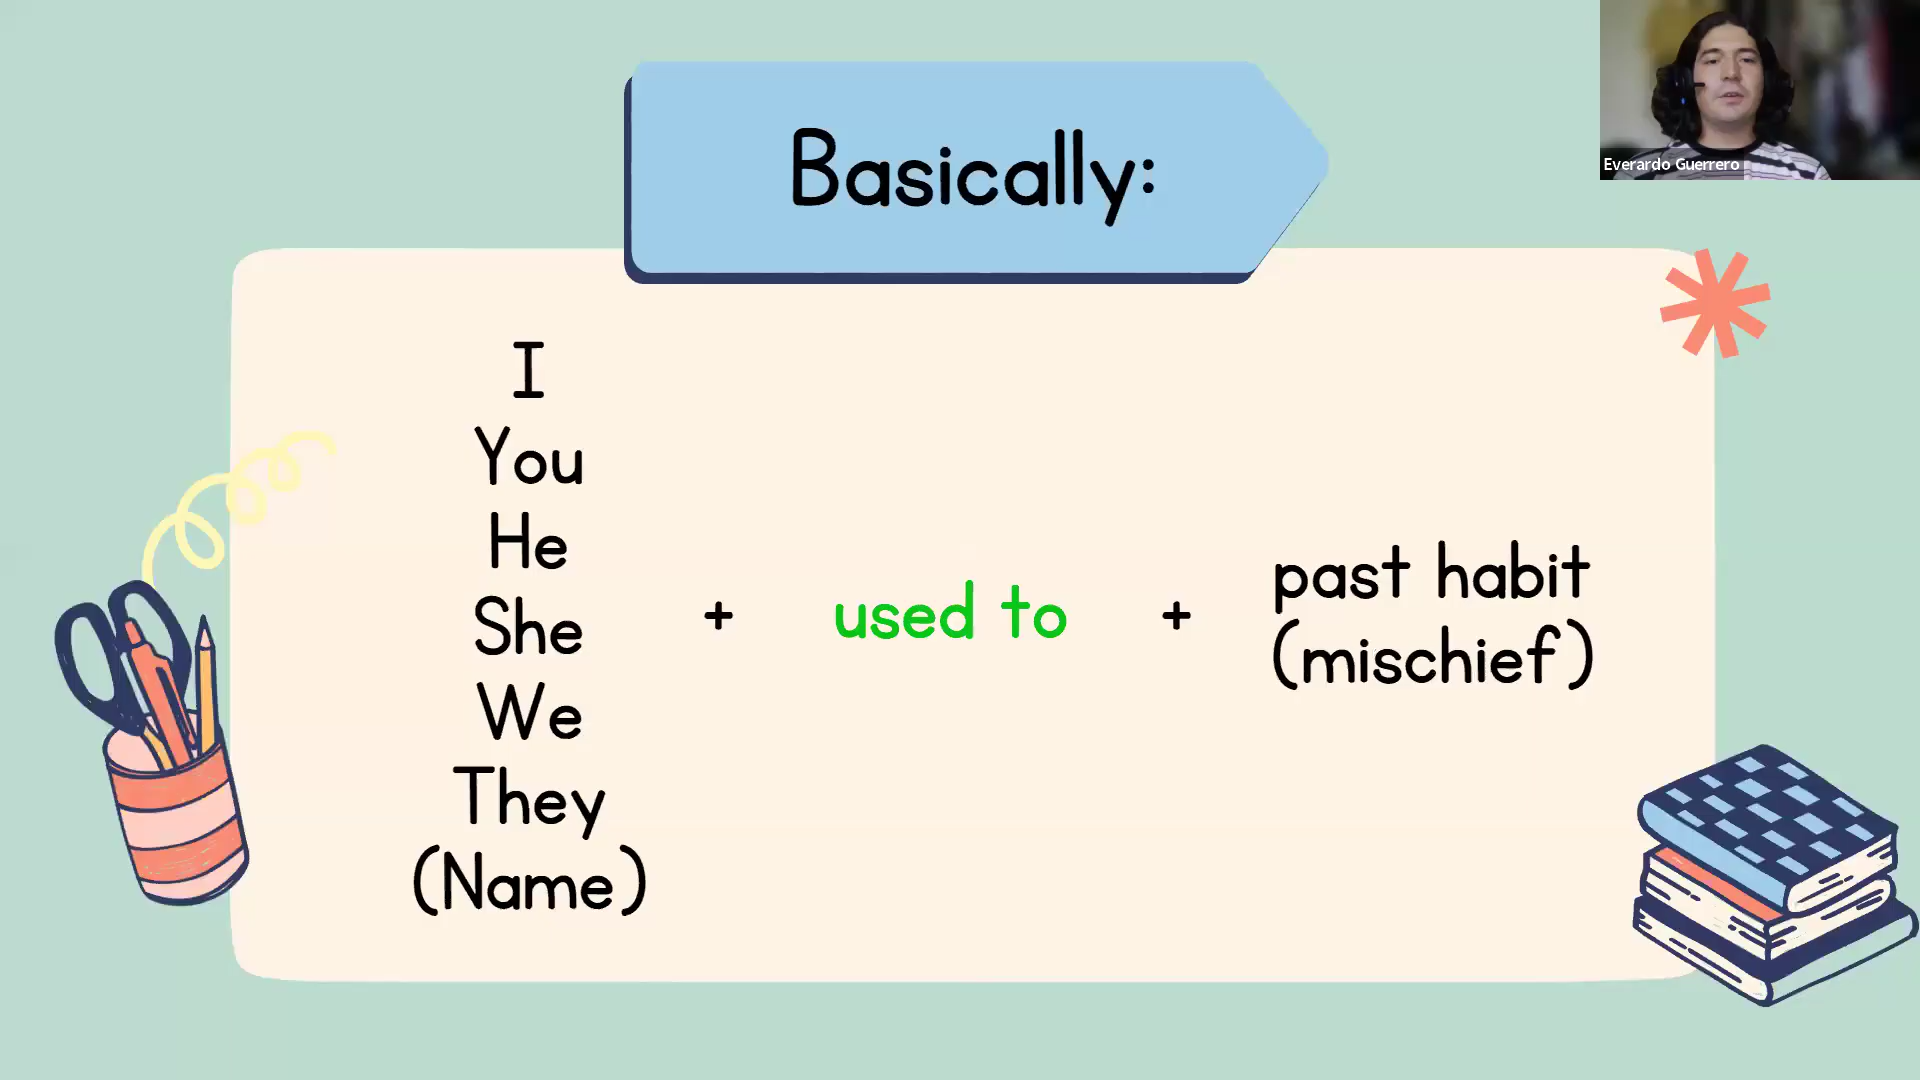 Basically:
Everardo Guerrero
I
You
He
She
We
They
(Name)
+
used to
+
past habit
(mischief)